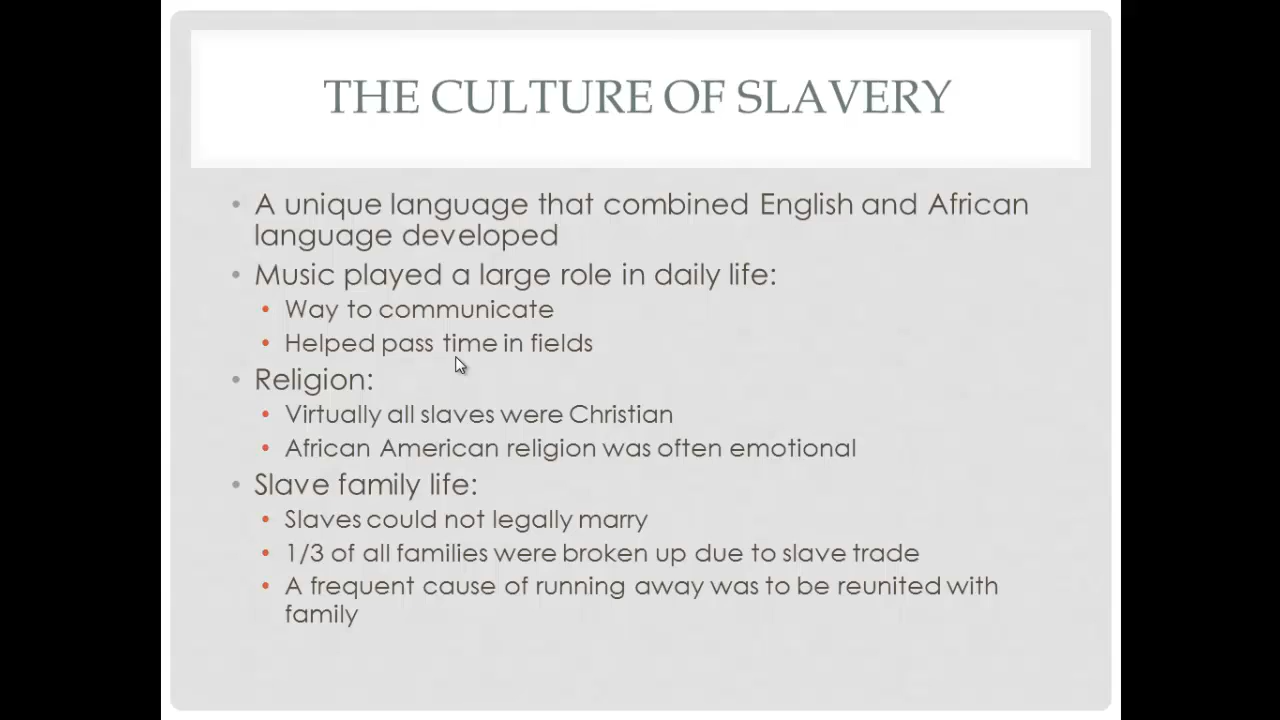 THE CULTURE OF SLAVERY
• A unique language that combined English and African
language developed
• Music played a large role in daily life:
• Way to communicate
• Helped pass time in fields
• Religion:
• Virtually all slaves were Christian
• African American religion was often emotional
• Slave family life:
• Slaves could not legally marry
• 1/3 of all families were broken up due to slave trade
• A frequent cause of running away was to be reunited with
family